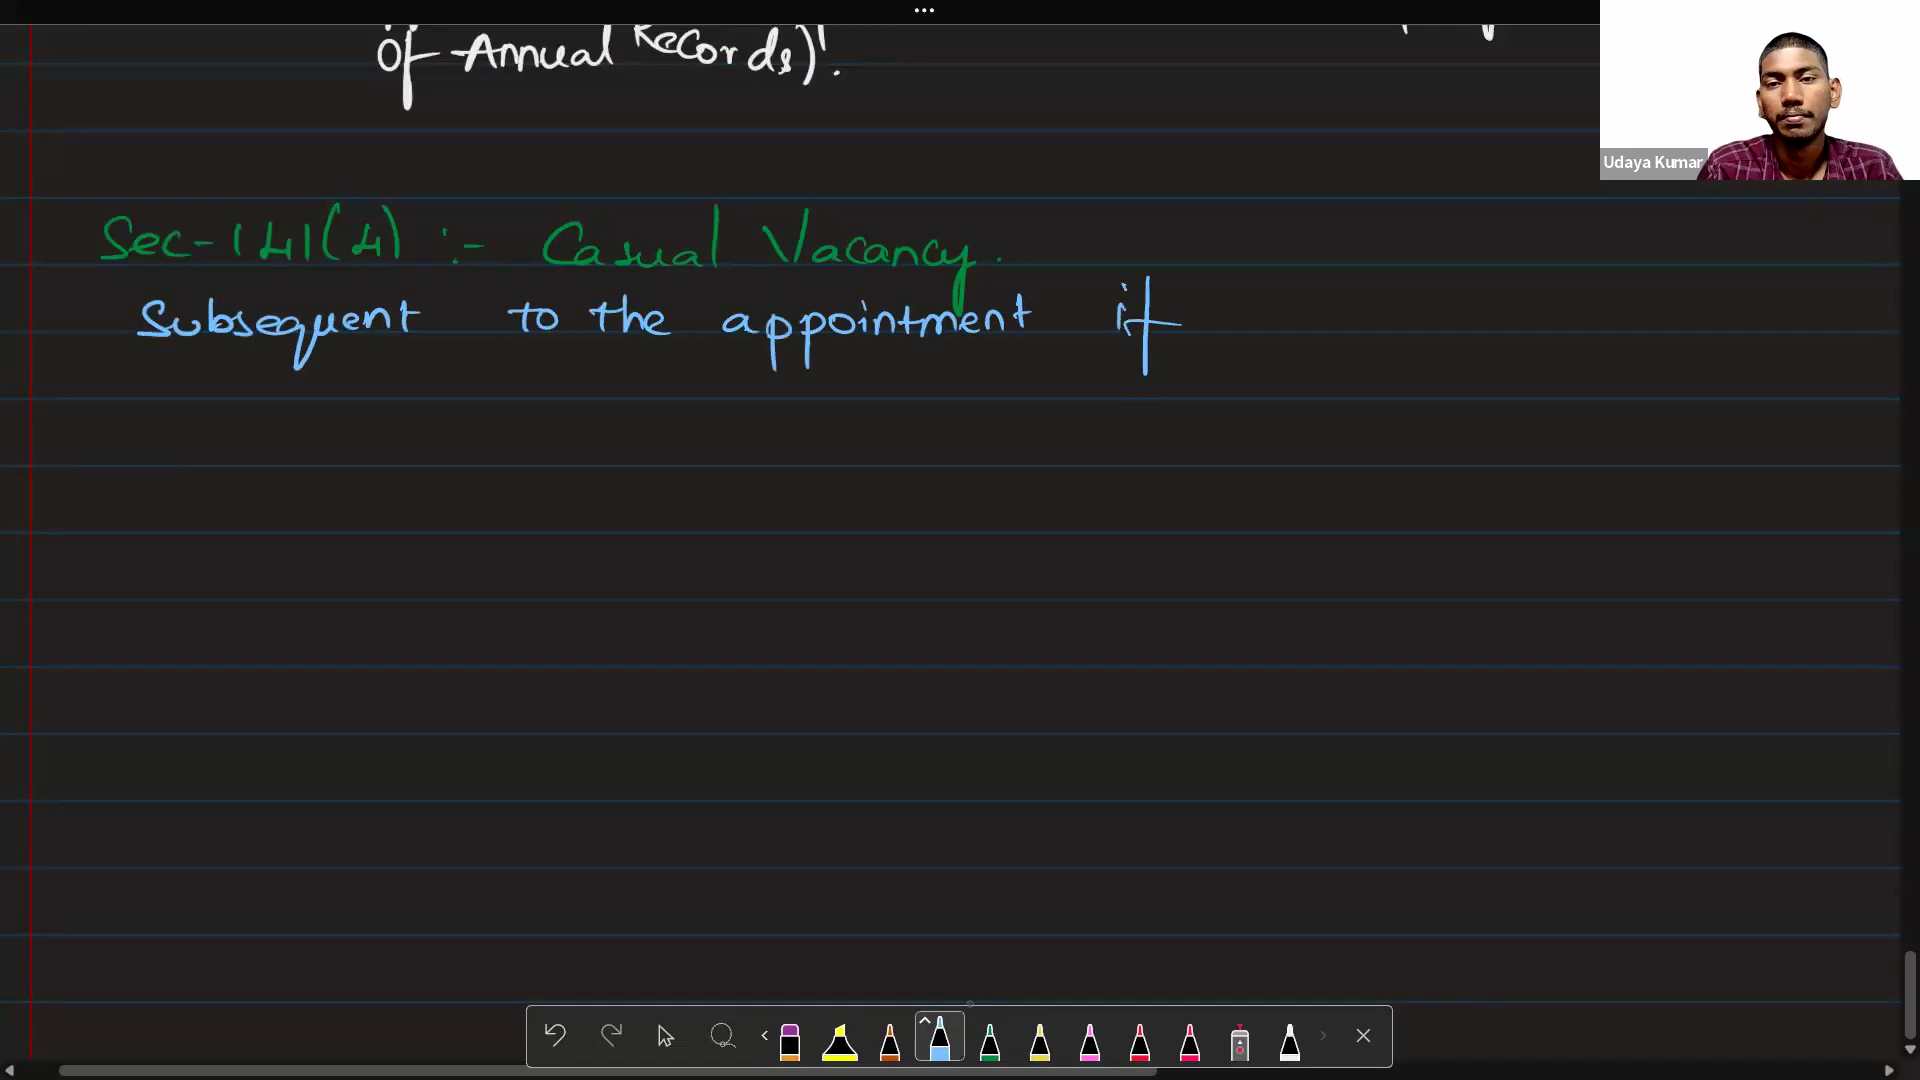 of Annual Records)'.
Udaya Kumar
Sec-141(4) :- Casual Vacancy.
Subsequent to the appointment if